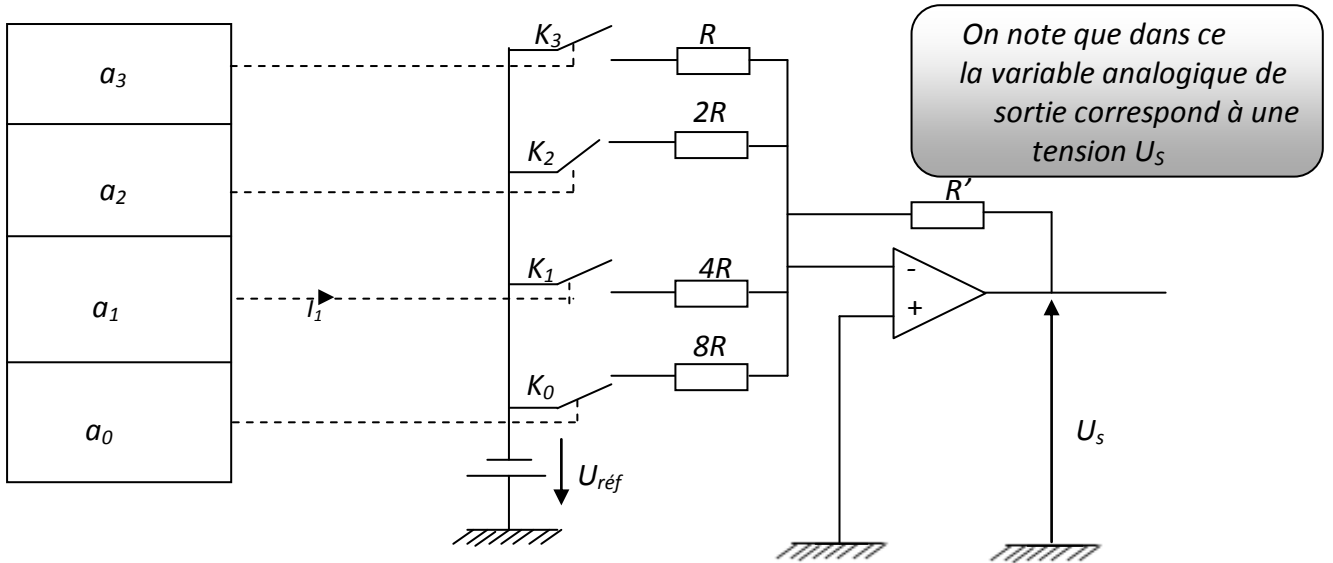 K₃
R
On note que dans ce
la variable analogique de
sortie correspond à une
tension Uₛ
a₃
2R
K₂
a₂
R’
K₁
4R
-
a₁
I₁
+
8R
K₀
a₀
Uₛ
Uréf